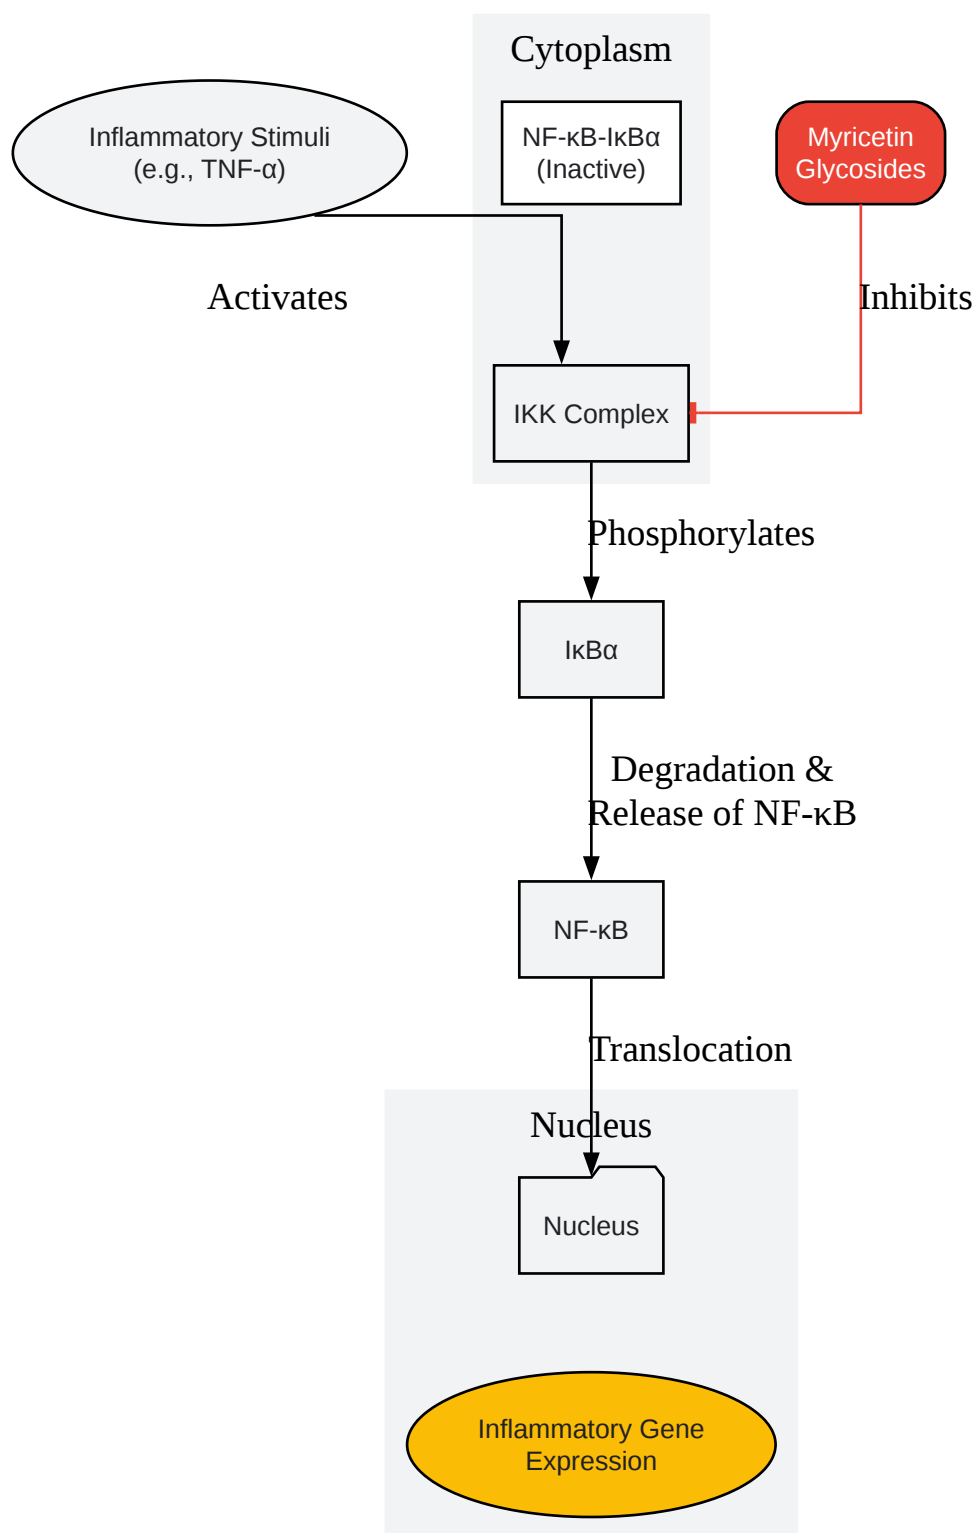 Cytoplasm
Inflammatory Stimuli
(e.g., TNF-α)
NF-κB-IκBα
(Inactive)
Myricetin
Glycosides
Activates
Inhibits
IKK Complex
Phosphorylates
IκBα
Degradation &
Release of NF-κB
NF-κB
Translocation
Nucleus
Nucleus
Inflammatory Gene
Expression